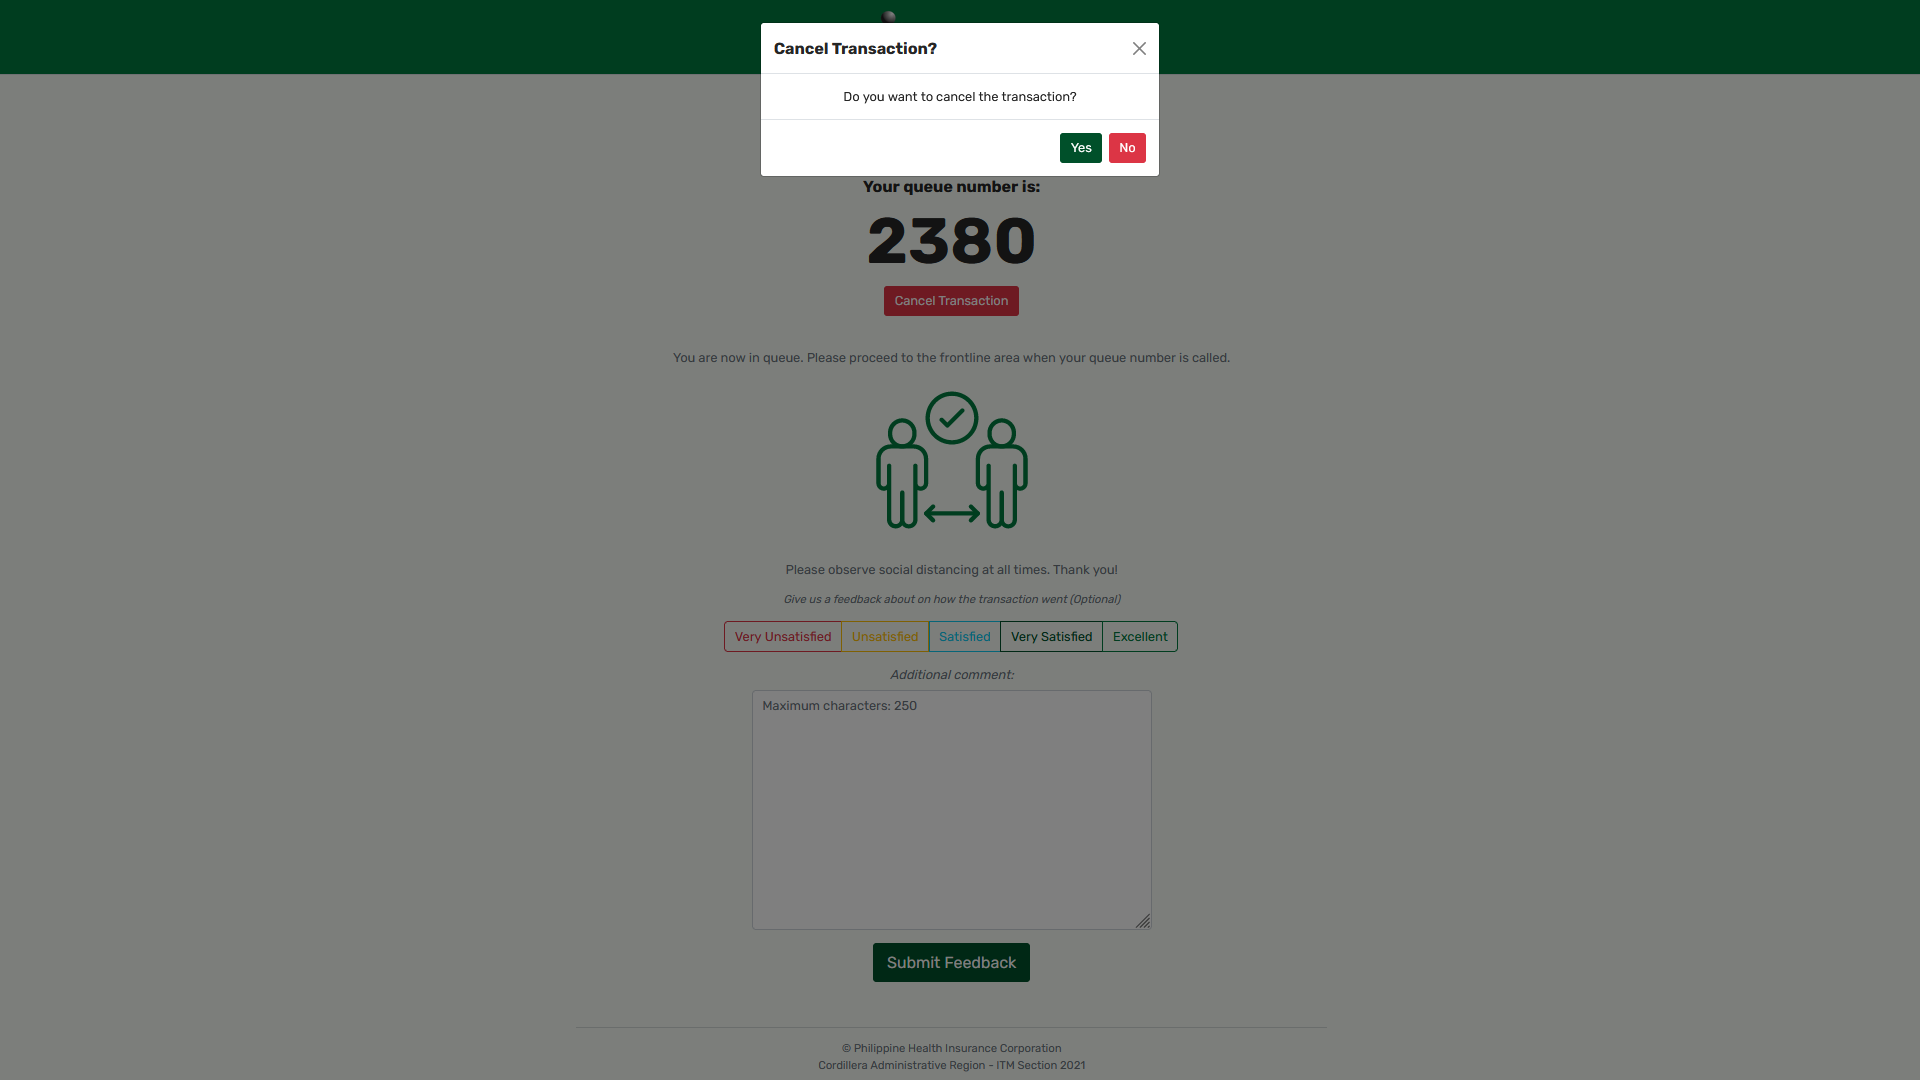 Cancel Transaction?
Do you want to cancel the transaction?
Yes No
Your queue number is:
2380
Cancel Transaction
You are now in queue. Please proceed to the frontline area when your queue number is called.
Please observe social distancing at all times. Thank you!
Give us a feedback about on how the transaction went (Optional)
Very Unsatisfied Unsatisfied Satisfied Very Satisfied Excellent
Additional comment:
Maximum characters: 250
Submit Feedback
© Philippine Health Insurance Corporation
Cordillera Administrative Region - ITM Section 2021